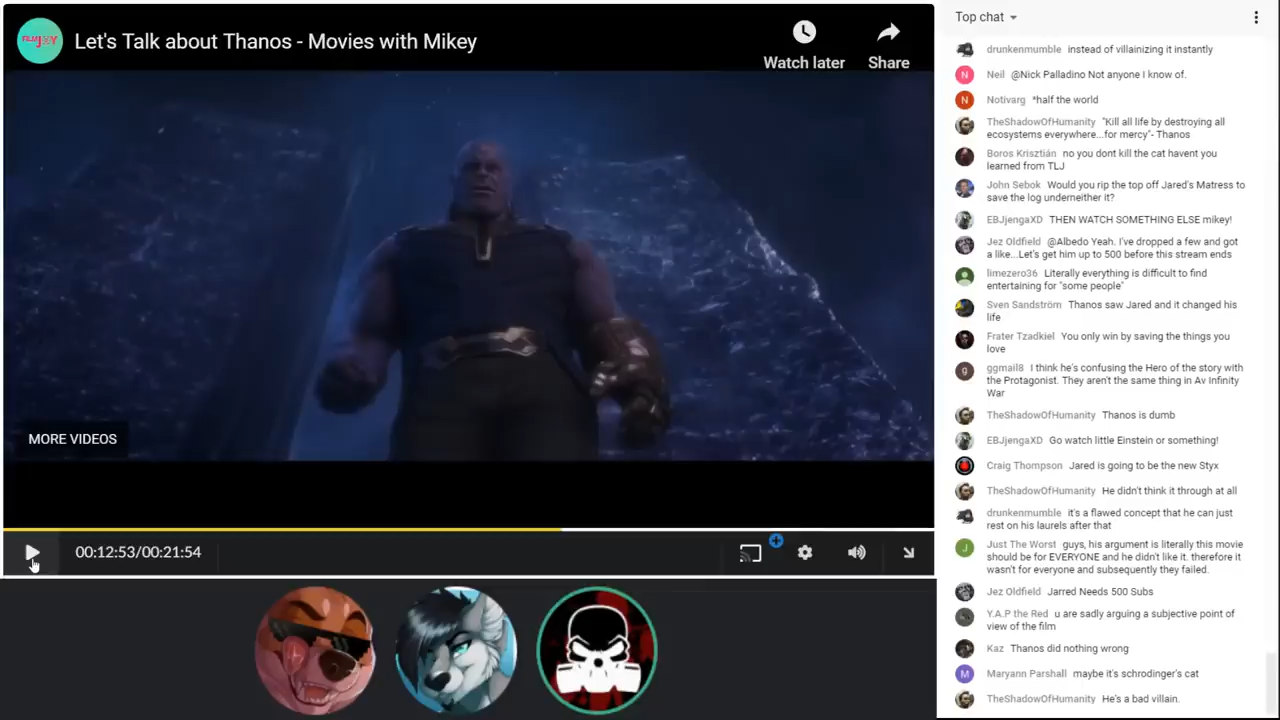 FILM JOY
Let's Talk about Thanos - Movies with Mikey
Watch later
Share
MORE VIDEOS
00:12:53/00:21:54
Top chat
drunkenmumble instead of villainizing it instantly
N Neil @Nick Palladino Not anyone I know of.
N Notivarg *half the world
TheShadowOfHumanity "Kill all life by destroying all
ecosystems everywhere...for mercy"- Thanos
Boros Krisztián no you dont kill the cat havent you
learned from TLJ
John Sebok Would you rip the top off Jared's Matress to
save the log underneither it?
EBJjengaXD THEN WATCH SOMETHING ELSE mikey!
Jez Oldfield @Albedo Yeah. I've dropped a few and got
a like...Let's get him up to 500 before this stream ends
limezero36 Literally everything is difficult to find
entertaining for "some people"
Sven Sandström Thanos saw Jared and it changed his
life
Frater Tzadkiel You only win by saving the things you
love
g ggmail8 I think he's confusing the Hero of the story with
the Protagonist. They aren't the same thing in Av Infinity
War
TheShadowOfHumanity Thanos is dumb
EBJjengaXD Go watch little Einstein or something!
Craig Thompson Jared is going to be the new Styx
TheShadowOfHumanity He didn't think it through at all
drunkenmumble it's a flawed concept that he can just
rest on his laurels after that
J Just The Worst guys, his argument is literally this movie
should be for EVERYONE and he didn't like it. therefore it
wasn't for everyone and subsequently they failed.
Jez Oldfield Jarred Needs 500 Subs
Y.A.P the Red u are sadly arguing a subjective point of
view of the film
Kaz Thanos did nothing wrong
M Maryann Parshall maybe it's schrodinger's cat
TheShadowOfHumanity He's a bad villain.